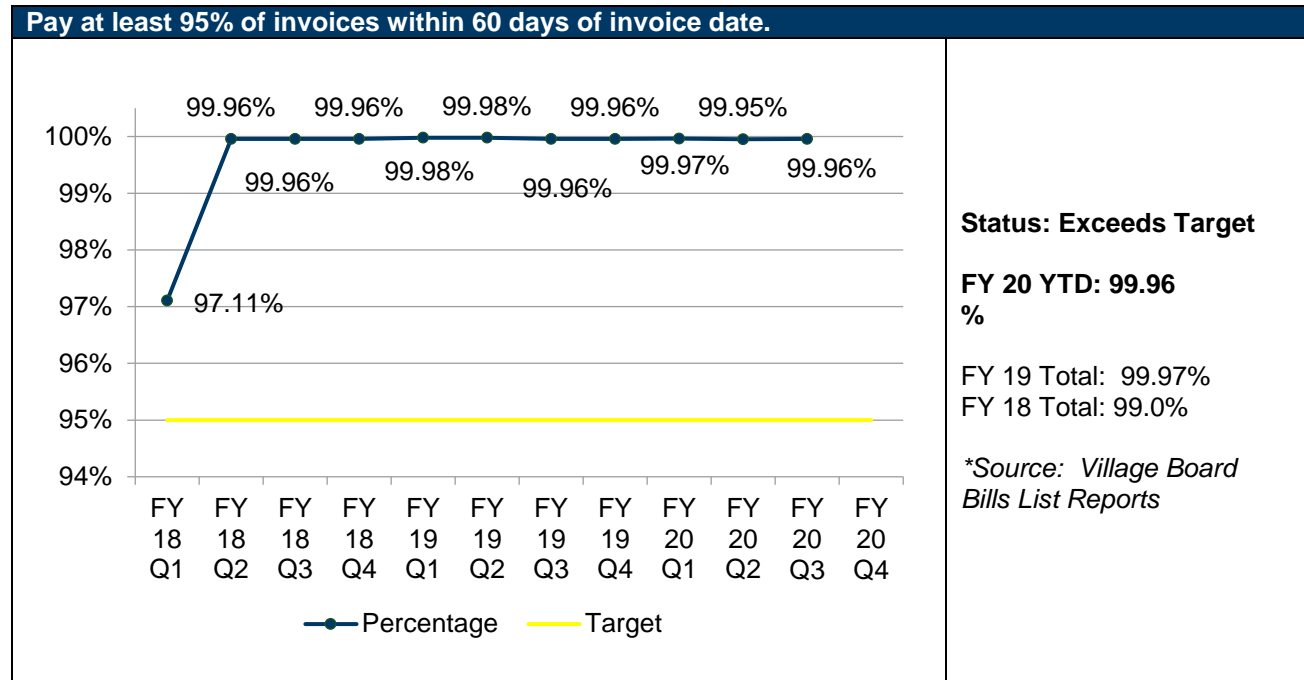 Pay at least 95% of invoices within 60 days of invoice date.
99.96% 99.96% 99.98% 99.96% 99.95%
100%
99.96% 99.98% 99.96% 99.97% 99.96%
99%
98%
97%
97.11%
96%
95%
94%
FY FY FY FY FY FY FY FY FY FY FY FY
18 18 18 18 19 19 19 19 20 20 20 20
Q1 Q2 Q3 Q4 Q1 Q2 Q3 Q4 Q1 Q2 Q3 Q4
Percentage Target
Status: Exceeds Target
FY 20 YTD: 99.96
%
FY 19 Total: 99.97%
FY 18 Total: 99.0%
*Source: Village Board
Bills List Reports